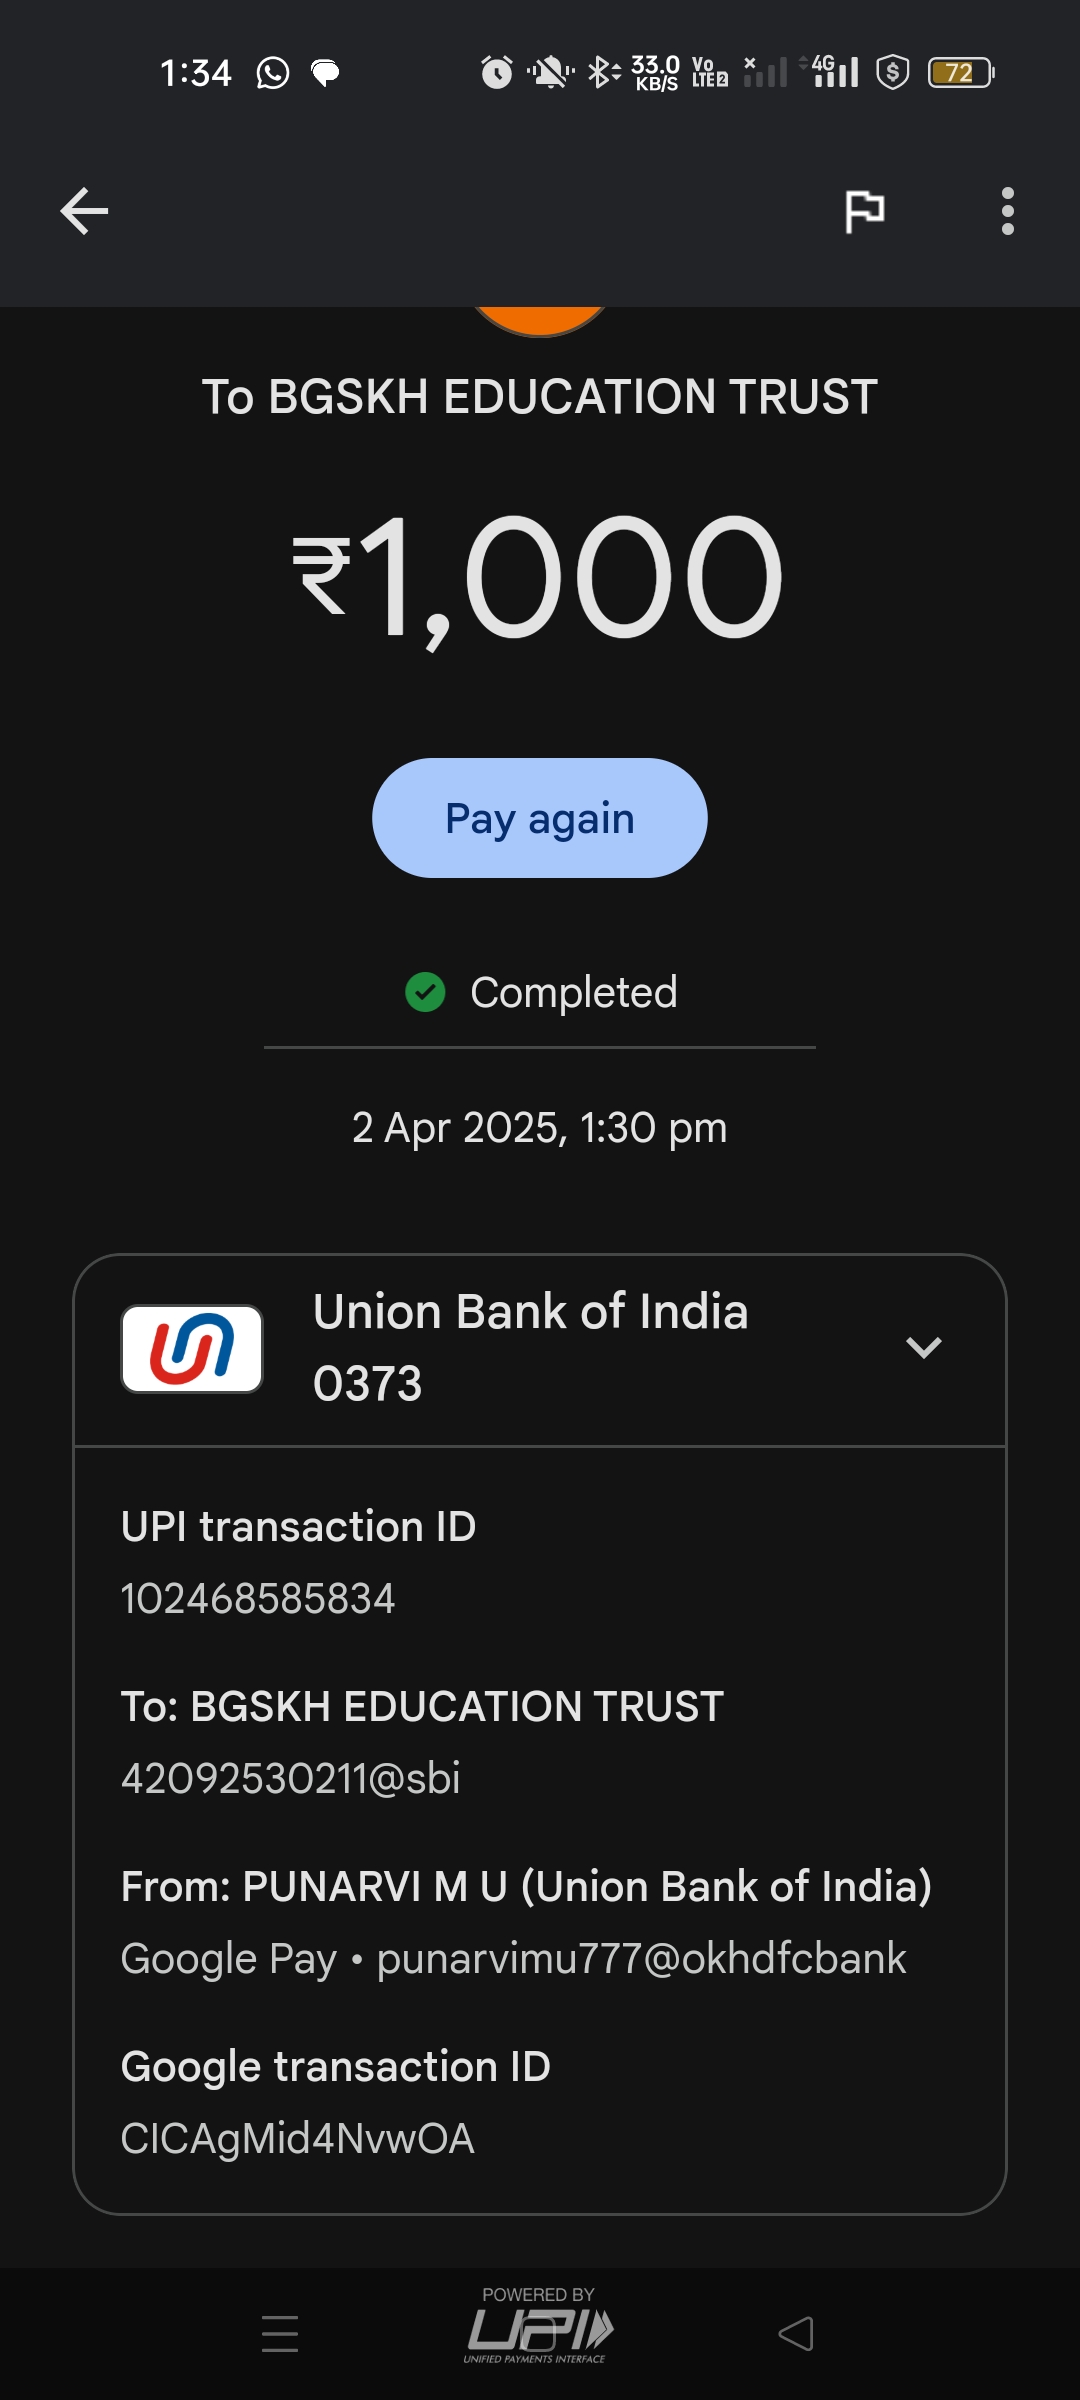 1:34
33.0 KB/S
Vo LTE 2
4G
72
To BGSKH EDUCATION TRUST
₹1,000
Pay again
Completed
2 Apr 2025, 1:30 pm
Union Bank of India
0373
UPI transaction ID
102468585834
To: BGSKH EDUCATION TRUST
42092530211@sbi
From: PUNARVI M U (Union Bank of India)
Google Pay • punarvimu777@okhdfcbank
Google transaction ID
CICAgMid4NvwOA
POWERED BY
UPI
UNIFIED PAYMENTS INTERFACE